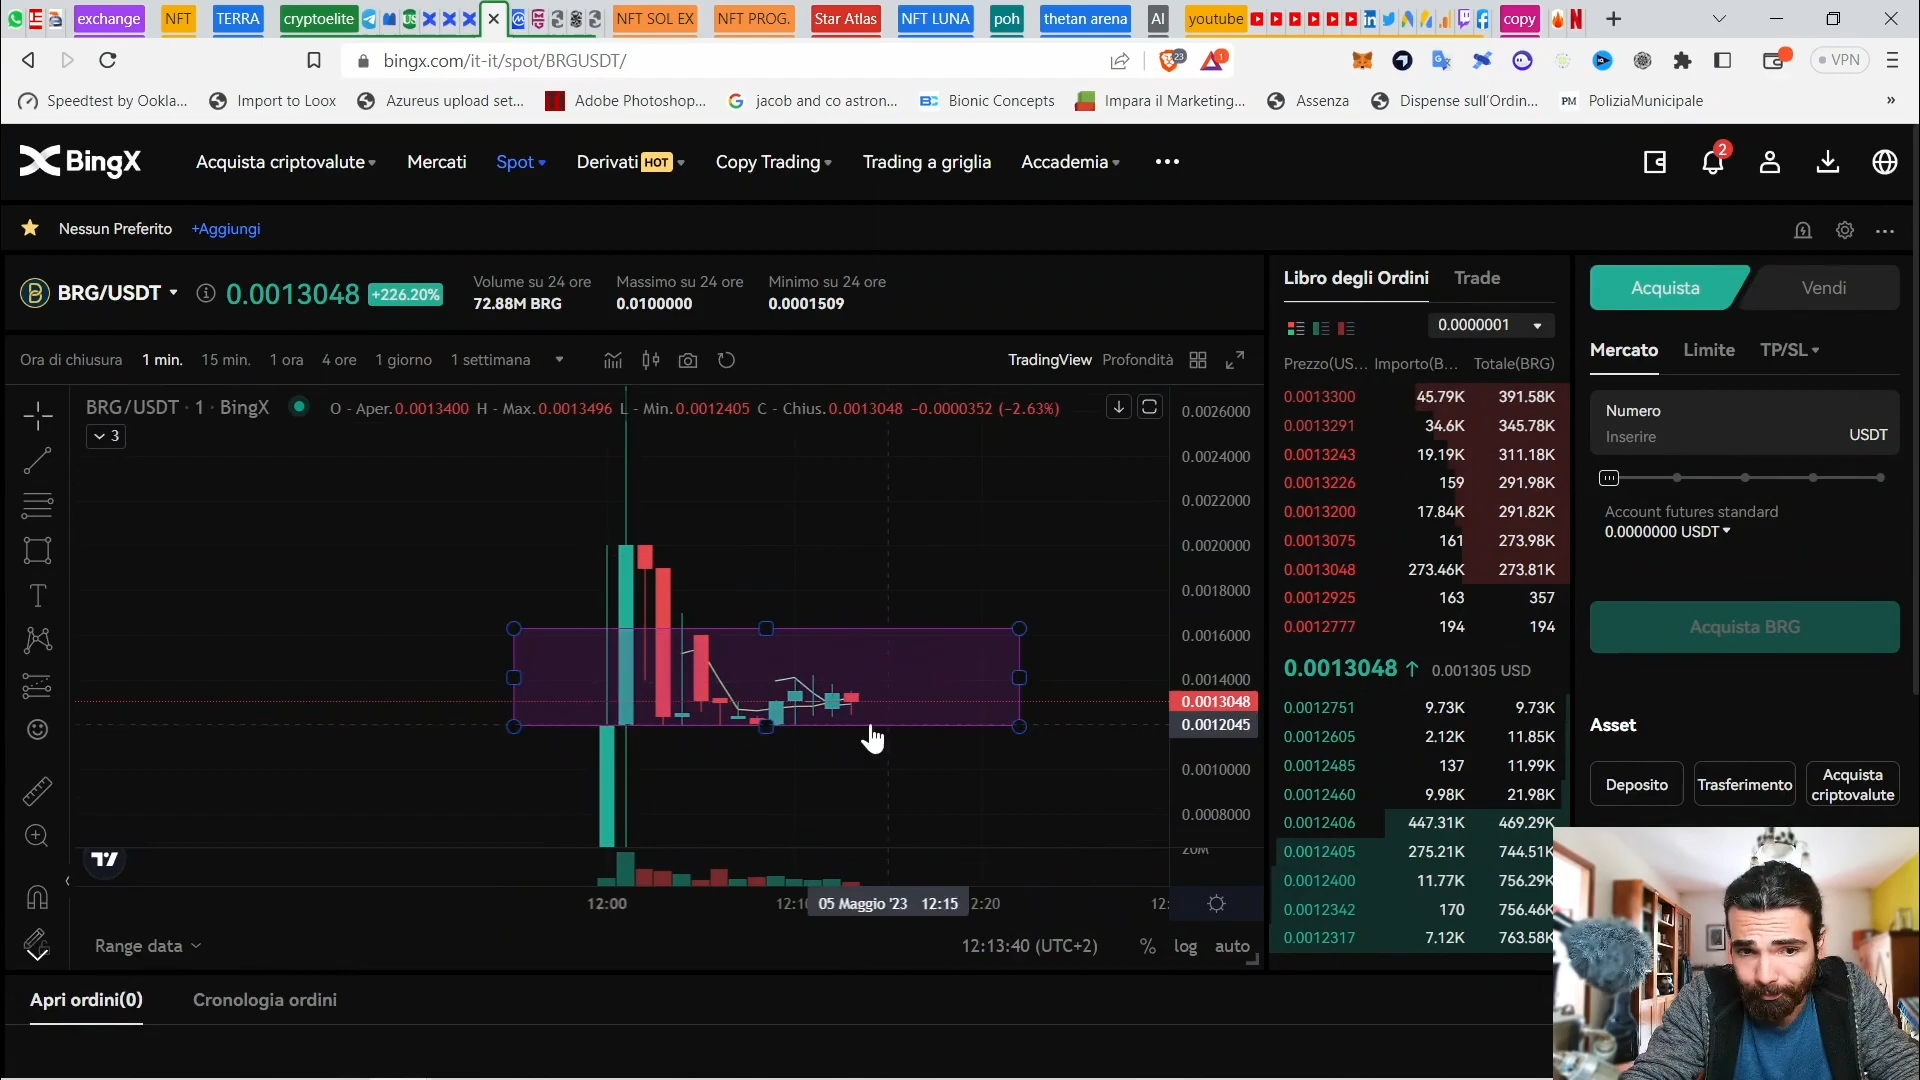 exchange NFT TERRA cryptoelite NFT SOL EX NFT PROG. Star Atlas NFT LUNA poh thetan arena AI youtube copy
bingx.com/it-it/spot/BRGUSDT/
23 1 VPN
Speedtest by Ookla... Import to Loox Azureus upload set... Adobe Photoshop... jacob and co astron... Bionic Concepts Impara il Marketing... Assenza Dispense sull'Ordin... PM PoliziaMunicipale »
BingX Acquista criptovalute Mercati Spot Derivati HOT Copy Trading Trading a griglia Accademia 2
Nessun Preferito +Aggiungi
BRG/USDT 0.0013048 +226.20%
Volume su 24 ore Massimo su 24 ore Minimo su 24 ore
72.88M BRG 0.0100000 0.0001509
Ora di chiusura 1 min. 15 min. 1 ora 4 ore 1 giorno 1 settimana TradingView Profondità
BRG/USDT · 1 · BingX O - Aper.0.0013400 H - Max.0.0013496 L - Min.0.0012405 C - Chius.0.0013048 -0.0000352 (-2.63%)
3
0.0026000
0.0024000
0.0022000
0.0020000
0.0018000
0.0016000
0.0014000
0.0013048
0.0012045
0.0010000
0.0008000
20M
12:00 12:10 05 Maggio '23 12:15 2:20 12:
Range data 12:13:40 (UTC+2) % log auto
Apri ordini(0) Cronologia ordini
Libro degli Ordini Trade
0.0000001
Prezzo(US... Importo(B... Totale(BRG)
0.0013300 45.79K 391.58K
0.0013291 34.6K 345.78K
0.0013243 19.19K 311.18K
0.0013226 159 291.98K
0.0013200 17.84K 291.82K
0.0013075 161 273.98K
0.0013048 273.46K 273.81K
0.0012925 163 357
0.0012777 194 194
0.0013048 ↑ 0.001305 USD
0.0012751 9.73K 9.73K
0.0012605 2.12K 11.85K
0.0012485 137 11.99K
0.0012460 9.98K 21.98K
0.0012406 447.31K 469.29K
0.0012405 275.21K 744.51K
0.0012400 11.77K 756.29K
0.0012342 170 756.46K
0.0012317 7.12K 763.58K
Acquista Vendi
Mercato Limite TP/SL
Numero
Inserire USDT
Account futures standard
0.0000000 USDT
Acquista BRG
Asset
Deposito Trasferimento Acquista criptovalute